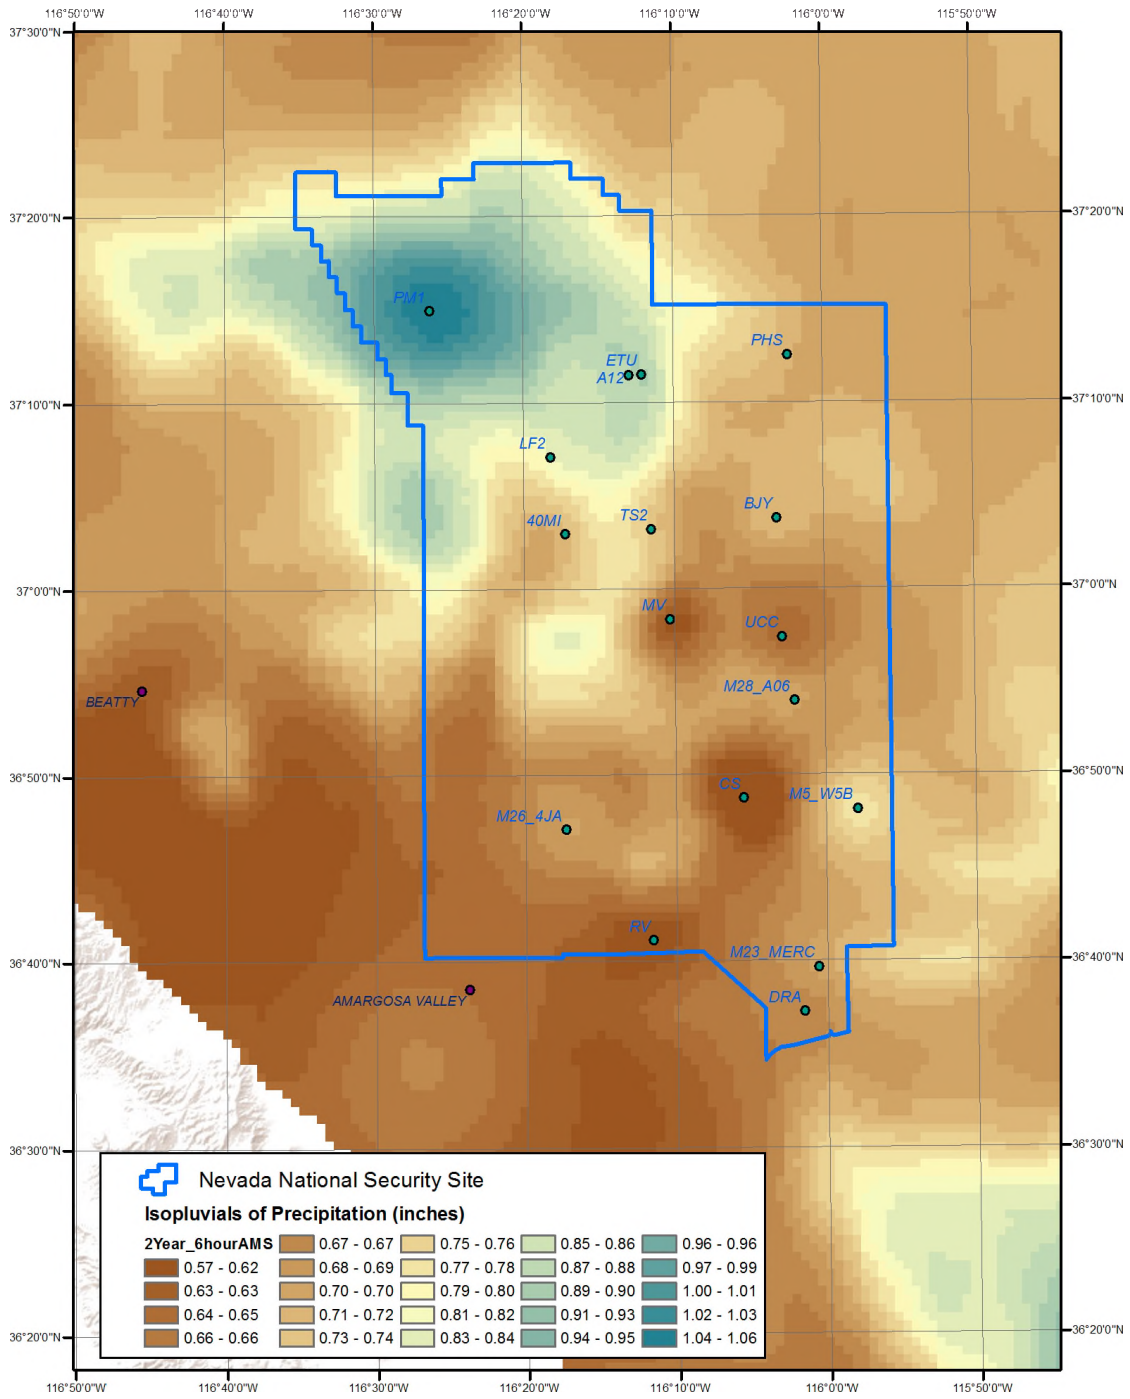 116°50'0"W 116°40'0"W 116°30'0"W 116°20'0"W 116°10'0"W 116°0'0"W 115°50'0"W
37°30'0"N
37°20'0"N 37°20'0"N
PM1
PHS
ETU
A12
37°10'0"N 37°10'0"N
LF2
BJY
TS2
40MI
37°0'0"N 37°0'0"N
MV
UCC
M28_A06
BEATTY
36°50'0"N 36°50'0"N
CS
M5_W5B
M26_4JA
RV
M23_MERC
36°40'0"N 36°40'0"N
DRA
AMARGOSA VALLEY
36°30'0"N 36°30'0"N
Nevada National Security Site
Isopluvials of Precipitation (inches)
2Year_6hourAMS 0.67 - 0.67 0.75 - 0.76 0.85 - 0.86 0.96 - 0.96
0.57 - 0.62 0.68 - 0.69 0.77 - 0.78 0.87 - 0.88 0.97 - 0.99
0.63 - 0.63 0.70 - 0.70 0.79 - 0.80 0.89 - 0.90 1.00 - 1.01
0.64 - 0.65 0.71 - 0.72 0.81 - 0.82 0.91 - 0.93 1.02 - 1.03
0.66 - 0.66 0.73 - 0.74 0.83 - 0.84 0.94 - 0.95 1.04 - 1.06
36°20'0"N 36°20'0"N
116°50'0"W 116°40'0"W 116°30'0"W 116°20'0"W 116°10'0"W 116°0'0"W 115°50'0"W